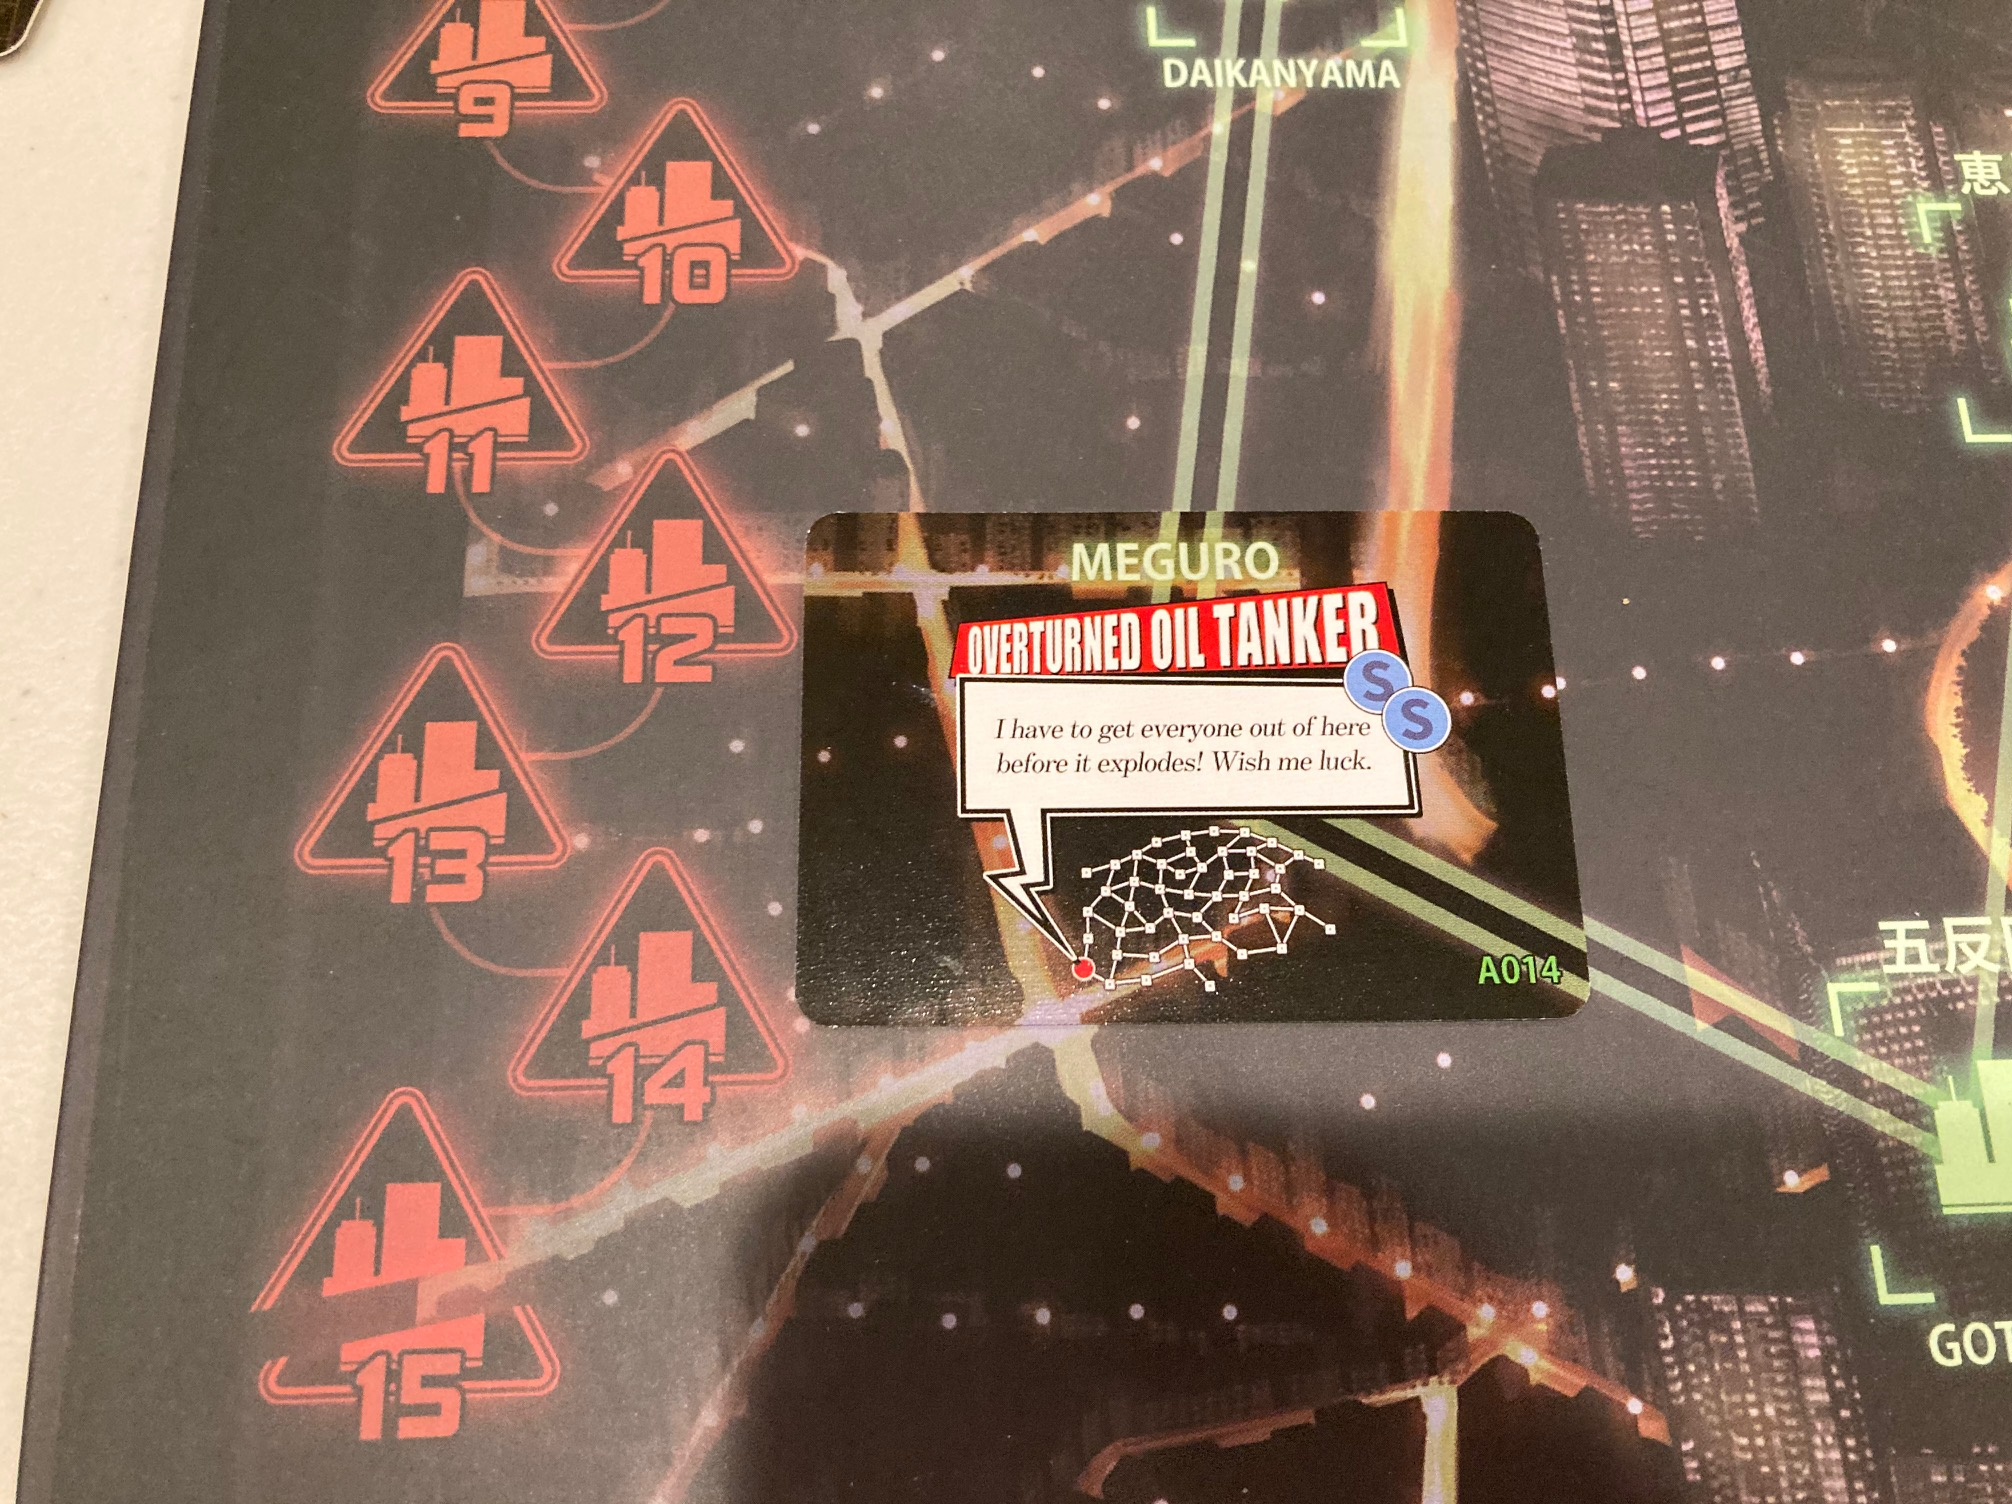 9
DAIKANYAMA
恵
10
11
12
MEGURO
OVERTURNED OIL TANKER
S
S
I have to get everyone out of here
before it explodes! Wish me luck.
A014
13
14
五反
15
GOT